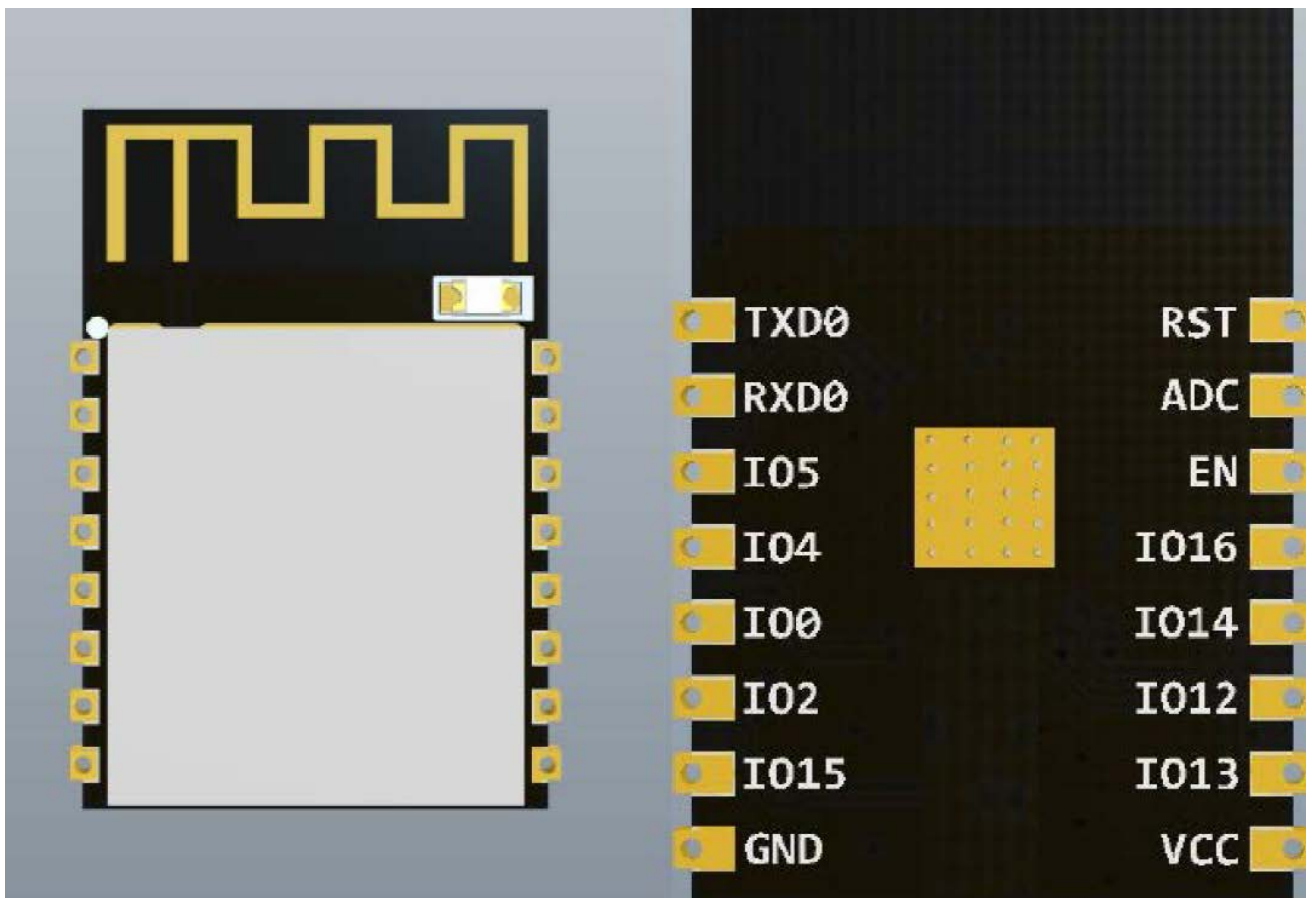 TXD0 RST
RXD0 ADC
IO5 EN
IO4 IO16
IO0 IO14
IO2 IO12
IO15 IO13
GND VCC